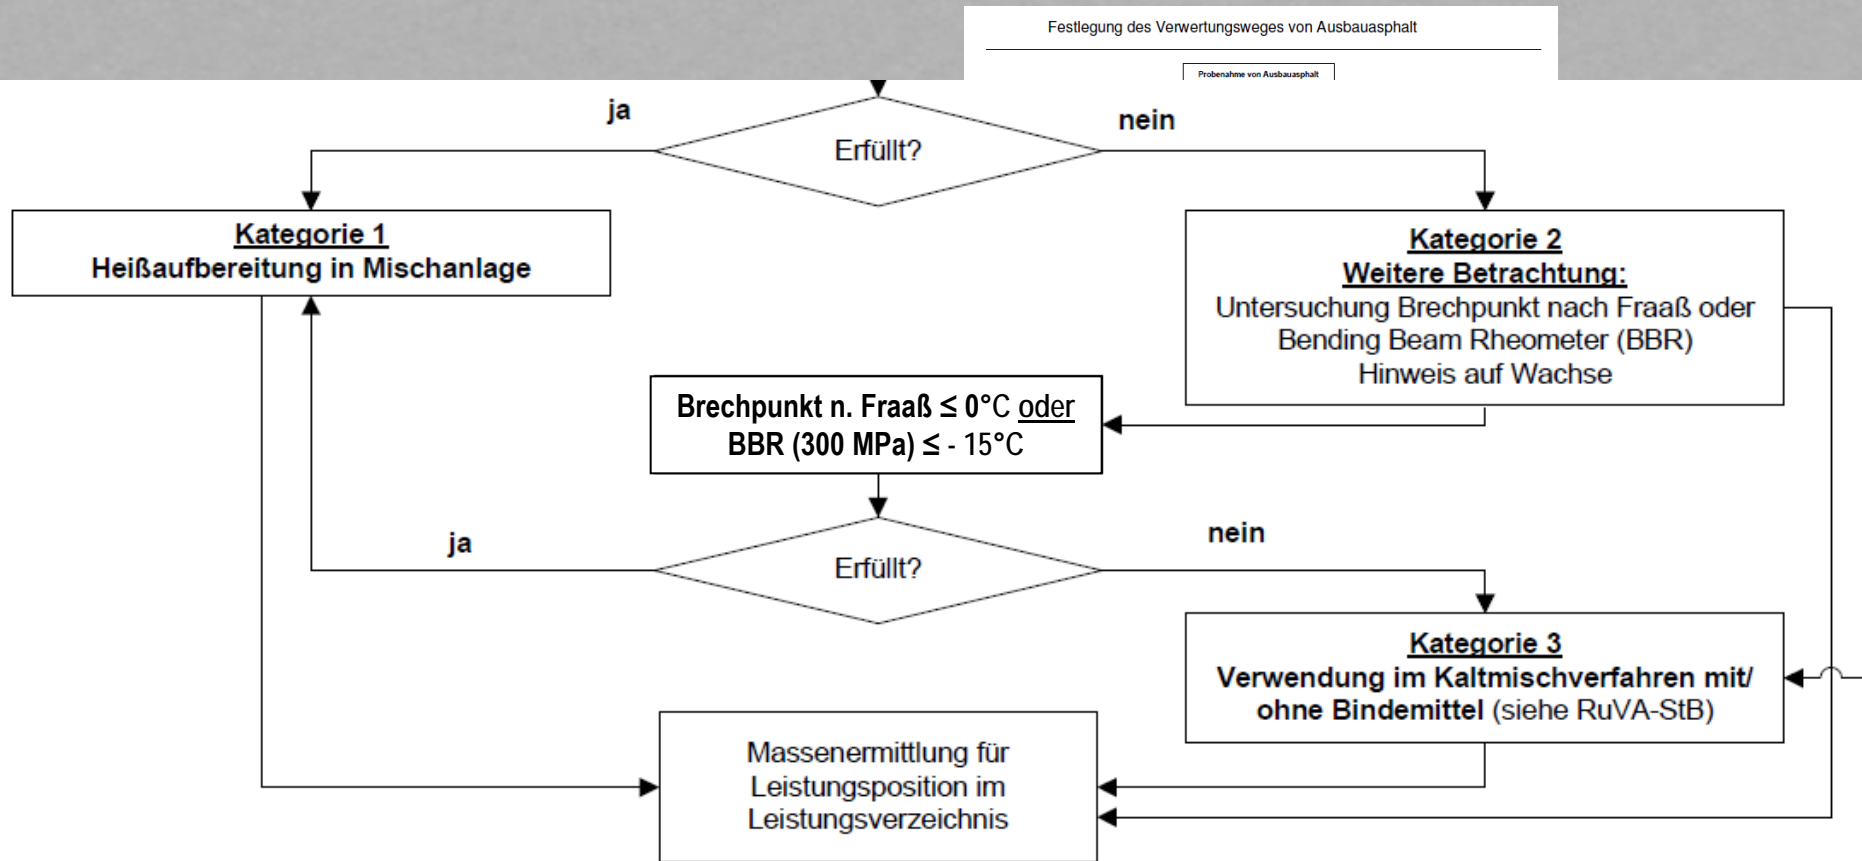 Festlegung des Verwertungsweges von Ausbauasphalt
Probenahme von Ausbauasphalt
ja
nein
Erfüllt?
Kategorie 1
Heißaufbereitung in Mischanlage
Kategorie 2
Weitere Betrachtung:
Untersuchung Brechpunkt nach Fraaß oder
Bending Beam Rheometer (BBR)
Hinweis auf Wachse
Brechpunkt n. Fraaß ≤ 0°C oder
BBR (300 MPa) ≤ - 15°C
ja
nein
Erfüllt?
Kategorie 3
Verwendung im Kaltmischverfahren mit/
ohne Bindemittel (siehe RuVA-StB)
Massenermittlung für
Leistungsposition im
Leistungsverzeichnis